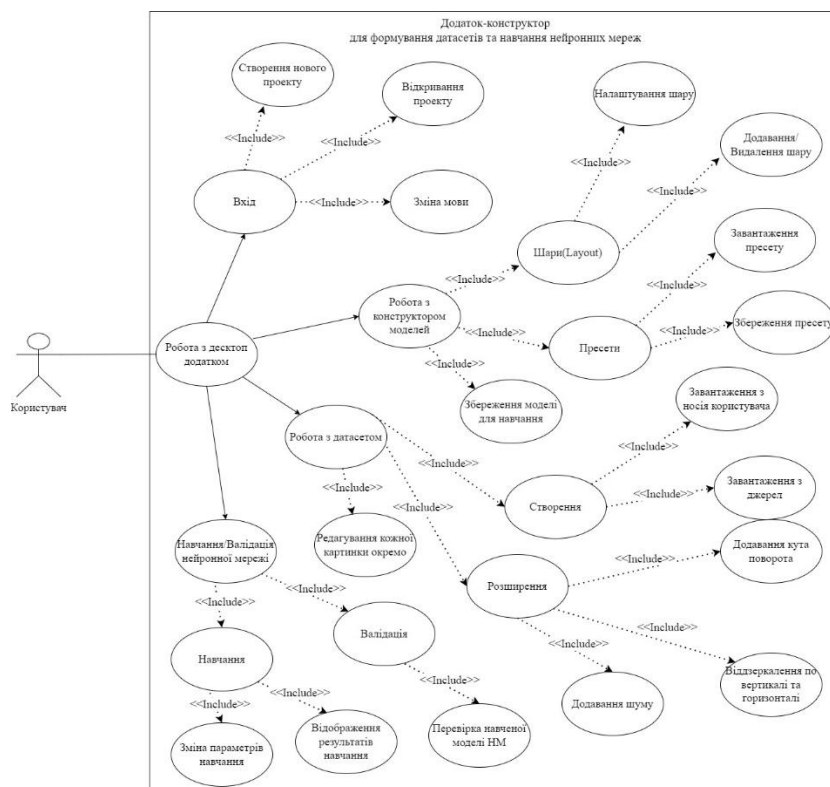 Додаток-конструктор
для формування датасетів та навчання нейронних мереж
Створення нового
проекту
Відкривання
проекту
Налаштування шару
Додавання/
Видалення шару
<<Include>>
<<Include>>
<<Include>>
<<Include>>
Вхід
<<Include>>
Зміна мови
Шари(Layout)
Завантаження
пресету
<<Include>>
<<Include>>
Робота з
конструктором
моделей
<<Include>>
Пресети
<<Include>>
Збереження пресету
Робота з десктоп
додатком
Користувач
<<Include>>
Збереження моделі
для навчання
Завантаження з
носія користувача
Робота з датасетом
<<Include>>
<<Include>>
<<Include>>
Створення
<<Include>>
Завантаження з
джерел
<<Include>>
Навчання/Валідація
нейронної мережі
Редагування кожної
картинки окремо
Додавання кута
поворота
Розширення
<<Include>>
<<Include>>
<<Include>>
Валідація
<<Include>>
<<Include>>
Навчання
Віддзеркалення по
вертикалі та
горизонталі
Додавання шуму
<<Include>>
<<Include>>
<<Include>>
Зміна параметрів
навчання
Відображення
результатів
навчання
Перевірка навченої
моделі НМ